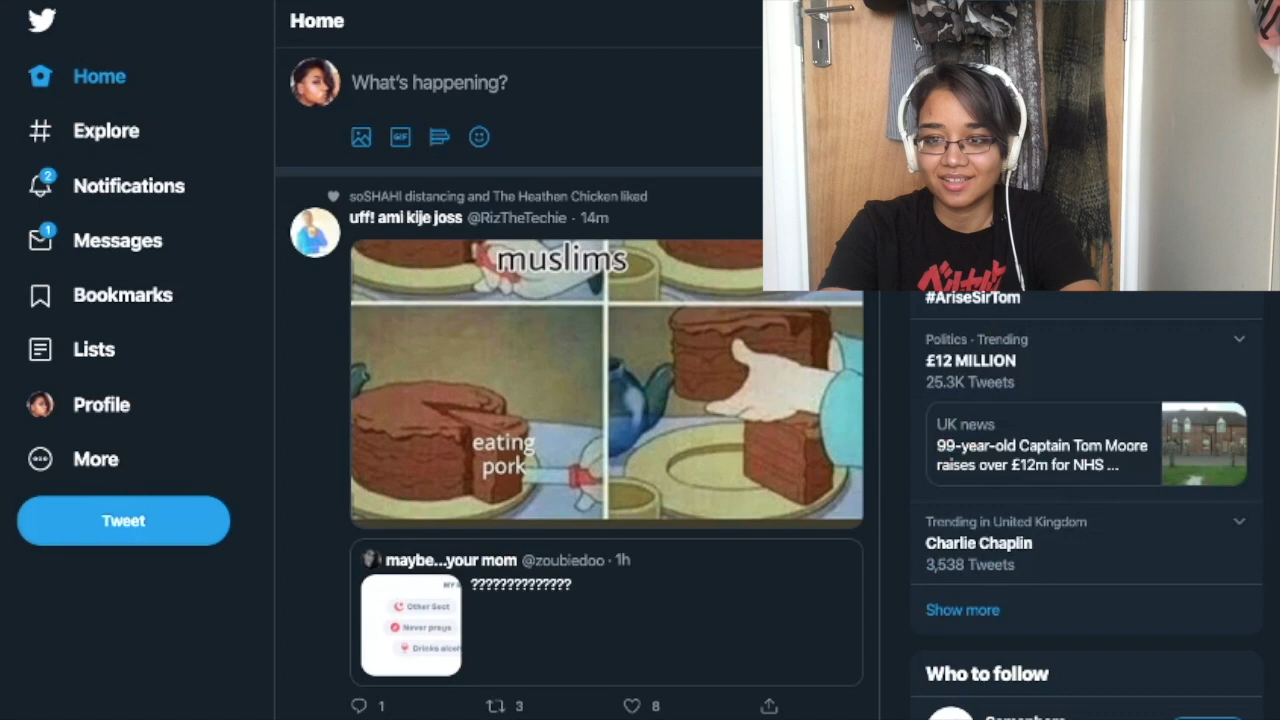 Home
Explore
2
Notifications
1
Messages
Bookmarks
Lists
Profile
More
Tweet
Home
What's happening?
GIF
soSHAHI distancing and The Heathen Chicken liked
uff! ami kije joss @RizTheTechie · 14m
muslims
eating
pork
maybe...your mom @zoubiedoo · 1h
??????????????
Other Sect
Never prays
Drinks alcoh
1
3
8
#AriseSirTom
Politics · Trending
£12 MILLION
25.3K Tweets
UK news
99-year-old Captain Tom Moore
raises over £12m for NHS ...
Trending in United Kingdom
Charlie Chaplin
3,538 Tweets
Show more
Who to follow